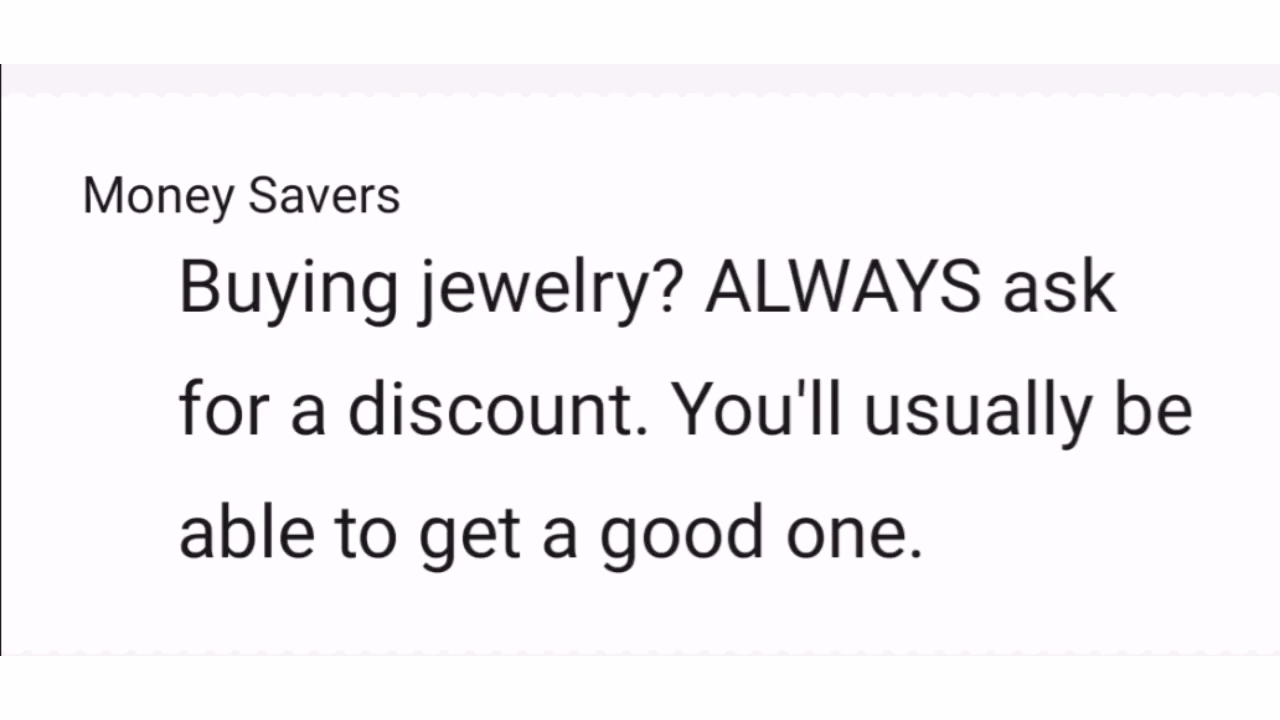 Money Savers
Buying jewelry? ALWAYS ask
for a discount. You'll usually be
able to get a good one.